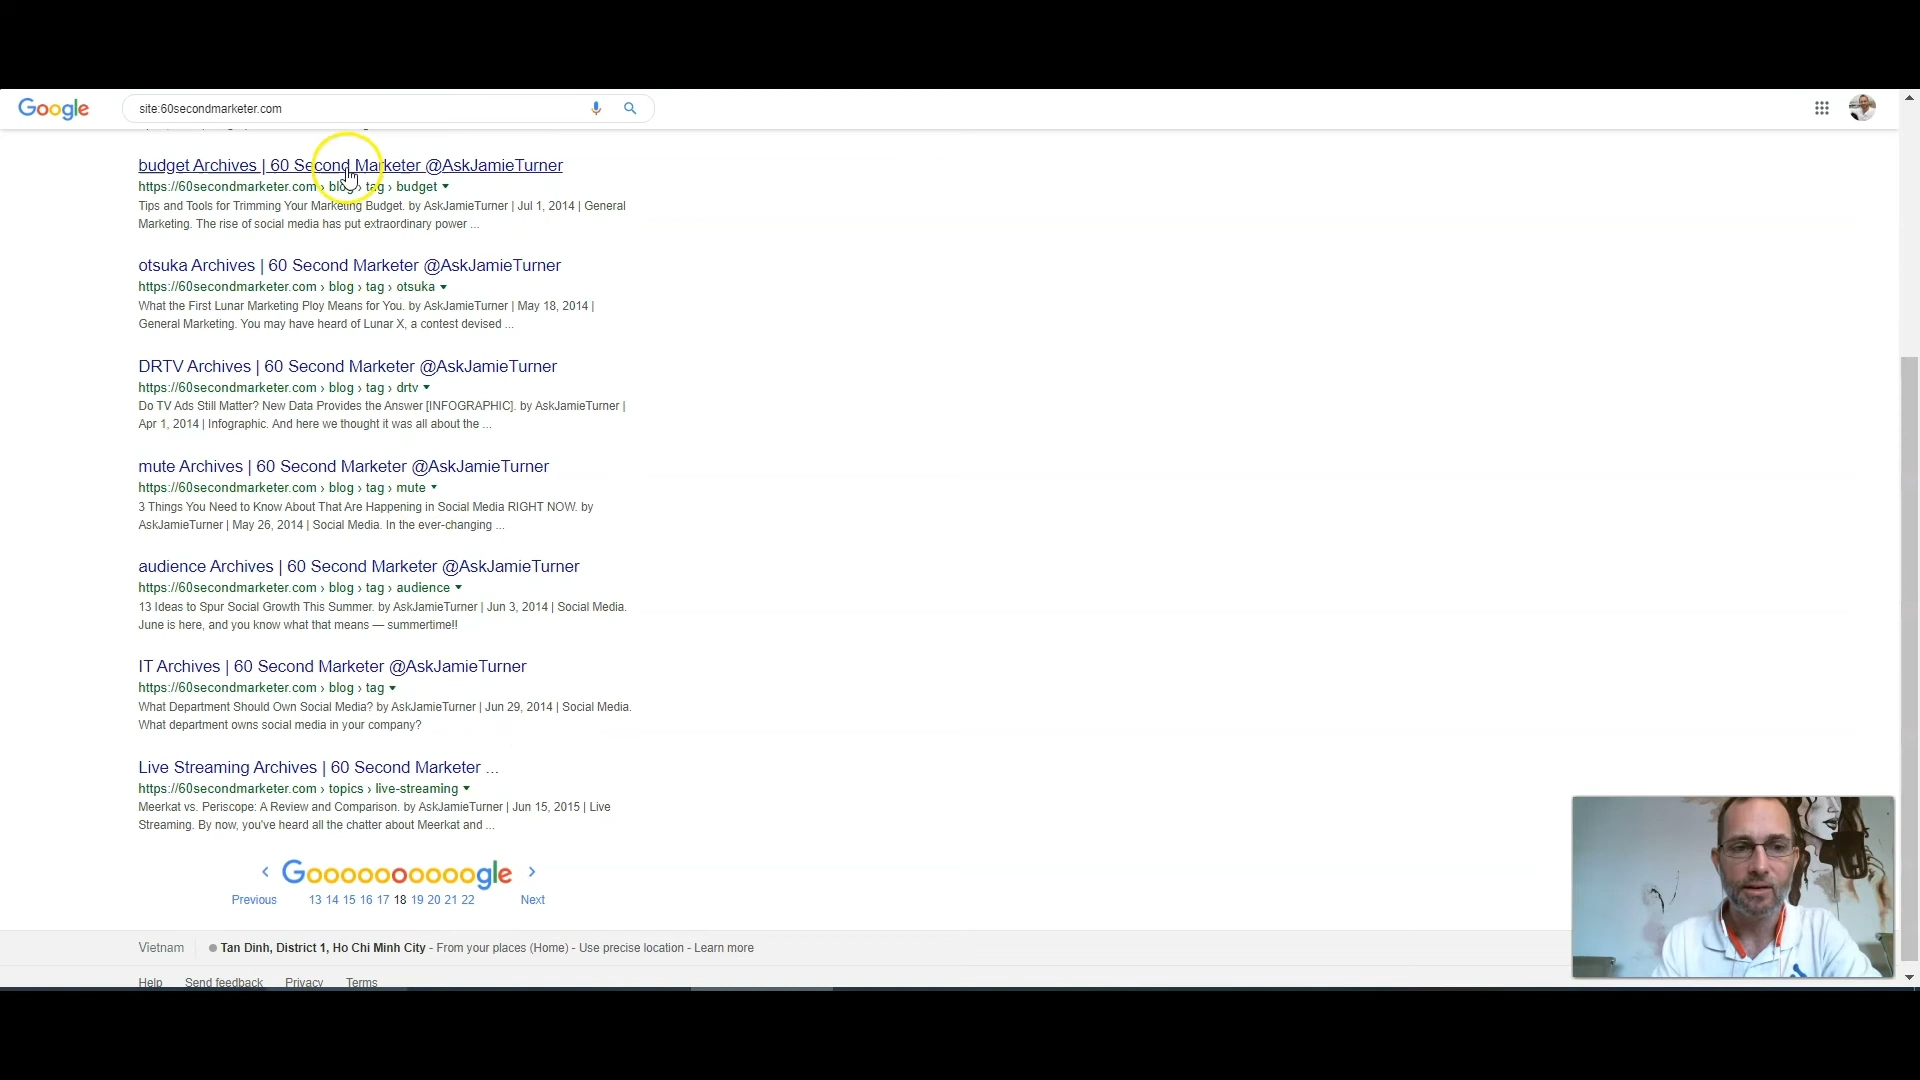 Google
site:60secondmarketer.com
budget Archives | 60 Second Marketer @AskJamieTurner
https://60secondmarketer.com › blog › tag › budget
Tips and Tools for Trimming Your Marketing Budget. by AskJamieTurner | Jul 1, 2014 | General
Marketing. The rise of social media has put extraordinary power ...
otsuka Archives | 60 Second Marketer @AskJamieTurner
https://60secondmarketer.com › blog › tag › otsuka
What the First Lunar Marketing Ploy Means for You. by AskJamieTurner | May 18, 2014 |
General Marketing. You may have heard of Lunar X, a contest devised ...
DRTV Archives | 60 Second Marketer @AskJamieTurner
https://60secondmarketer.com › blog › tag › drtv
Do TV Ads Still Matter? New Data Provides the Answer [INFOGRAPHIC]. by AskJamieTurner |
Apr 1, 2014 | Infographic. And here we thought it was all about the ...
mute Archives | 60 Second Marketer @AskJamieTurner
https://60secondmarketer.com › blog › tag › mute
3 Things You Need to Know About That Are Happening in Social Media RIGHT NOW. by
AskJamieTurner | May 26, 2014 | Social Media. In the ever-changing ...
audience Archives | 60 Second Marketer @AskJamieTurner
https://60secondmarketer.com › blog › tag › audience
13 Ideas to Spur Social Growth This Summer. by AskJamieTurner | Jun 3, 2014 | Social Media.
June is here, and you know what that means — summertime!!
IT Archives | 60 Second Marketer @AskJamieTurner
https://60secondmarketer.com › blog › tag
What Department Should Own Social Media? by AskJamieTurner | Jun 29, 2014 | Social Media.
What department owns social media in your company?
Live Streaming Archives | 60 Second Marketer ...
https://60secondmarketer.com › topics › live-streaming
Meerkat vs. Periscope: A Review and Comparison. by AskJamieTurner | Jun 15, 2015 | Live
Streaming. By now, you've heard all the chatter about Meerkat and ...
‹ Goooooooooogle ›
Previous 13 14 15 16 17 18 19 20 21 22 Next
Vietnam Tan Dinh, District 1, Ho Chi Minh City - From your places (Home) - Use precise location - Learn more
Help Send feedback Privacy Terms